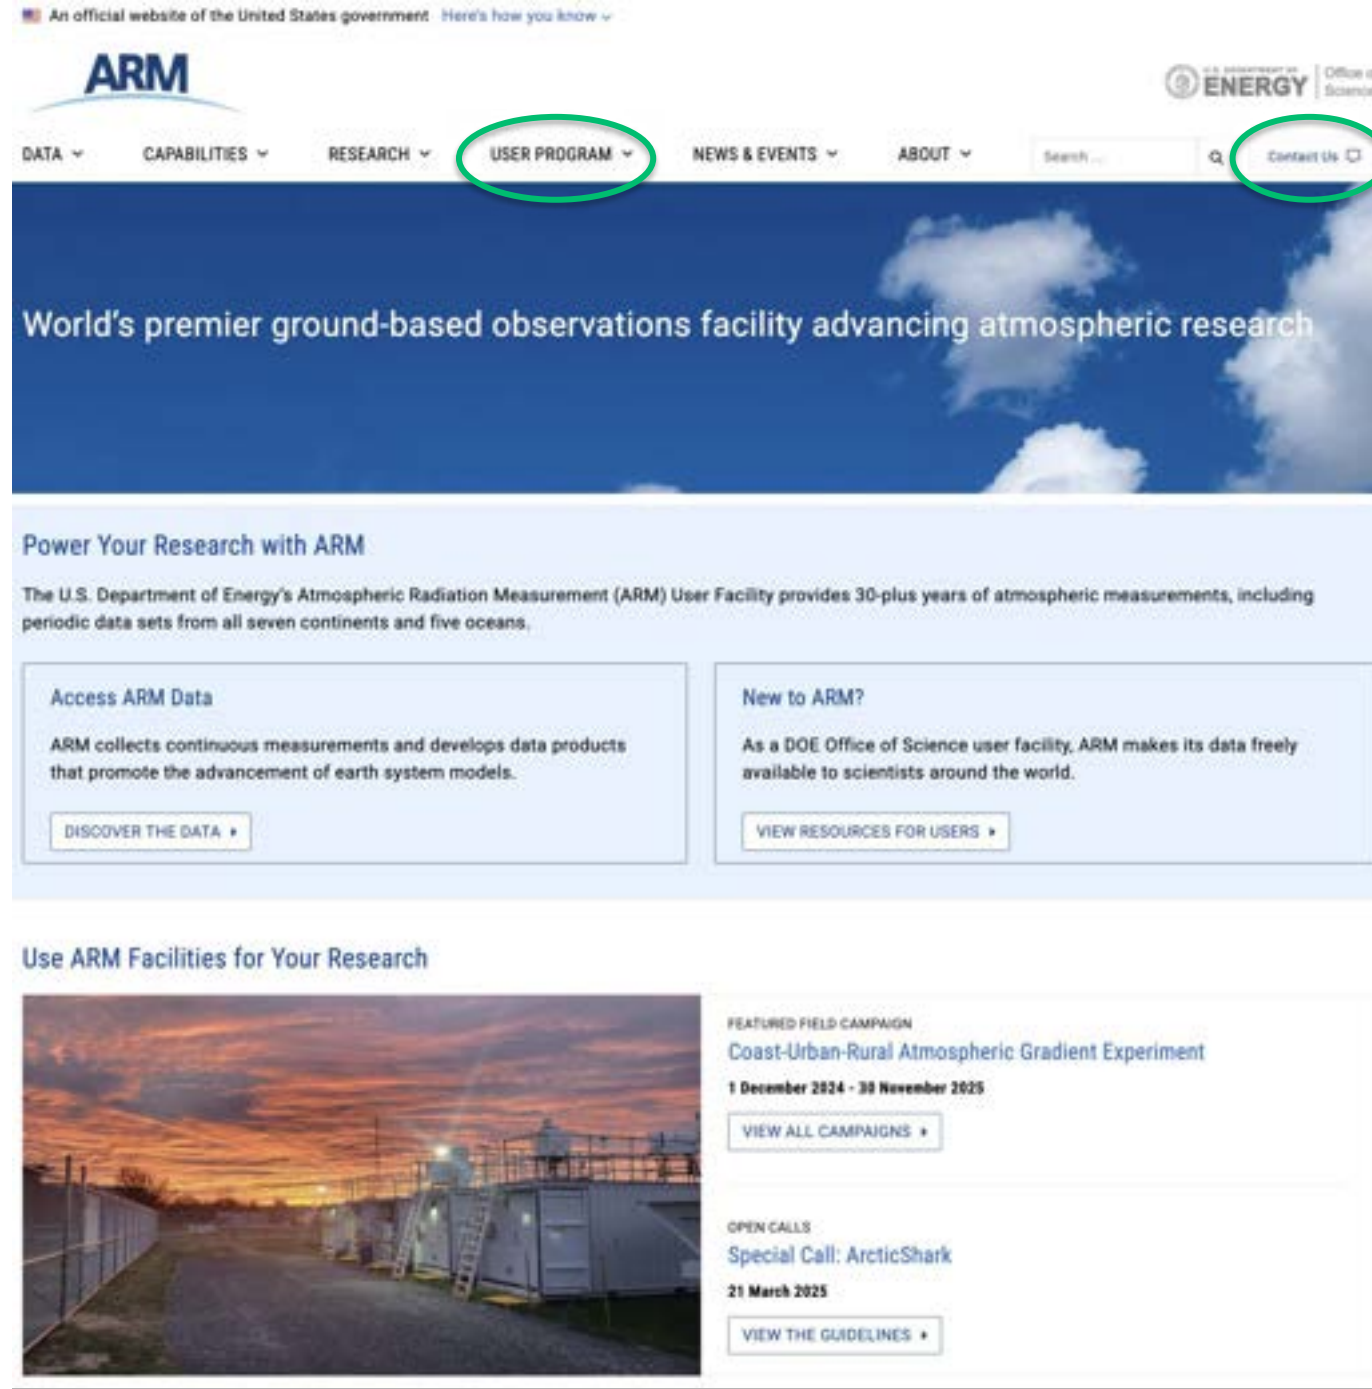 An official website of the United States government Here's how you know
ARM
U.S. DEPARTMENT OF
ENERGY
Office of
Science
DATA CAPABILITIES RESEARCH USER PROGRAM NEWS & EVENTS ABOUT Search ... Contact Us
World's premier ground-based observations facility advancing atmospheric research
Power Your Research with ARM
The U.S. Department of Energy's Atmospheric Radiation Measurement (ARM) User Facility provides 30-plus years of atmospheric measurements, including
periodic data sets from all seven continents and five oceans.
Access ARM Data
ARM collects continuous measurements and develops data products
that promote the advancement of earth system models.
DISCOVER THE DATA
New to ARM?
As a DOE Office of Science user facility, ARM makes its data freely
available to scientists around the world.
VIEW RESOURCES FOR USERS
Use ARM Facilities for Your Research
FEATURED FIELD CAMPAIGN
Coast-Urban-Rural Atmospheric Gradient Experiment
1 December 2024 - 30 November 2025
VIEW ALL CAMPAIGNS
OPEN CALLS
Special Call: ArcticShark
21 March 2025
VIEW THE GUIDELINES